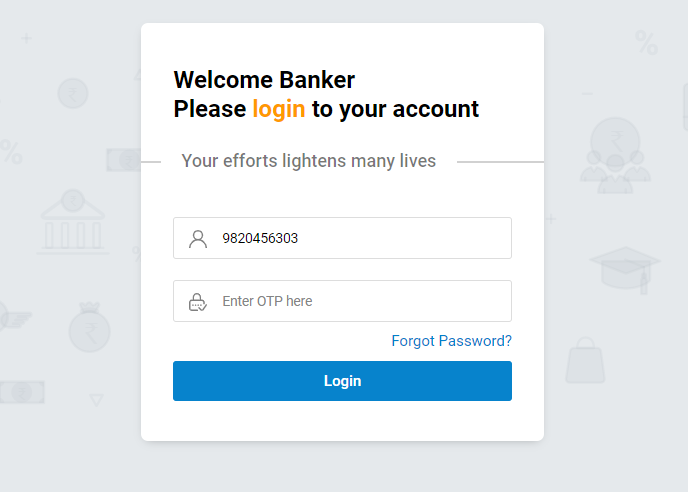 Welcome Banker
Please login to your account
Your efforts lightens many lives
9820456303
Enter OTP here
Forgot Password?
Login